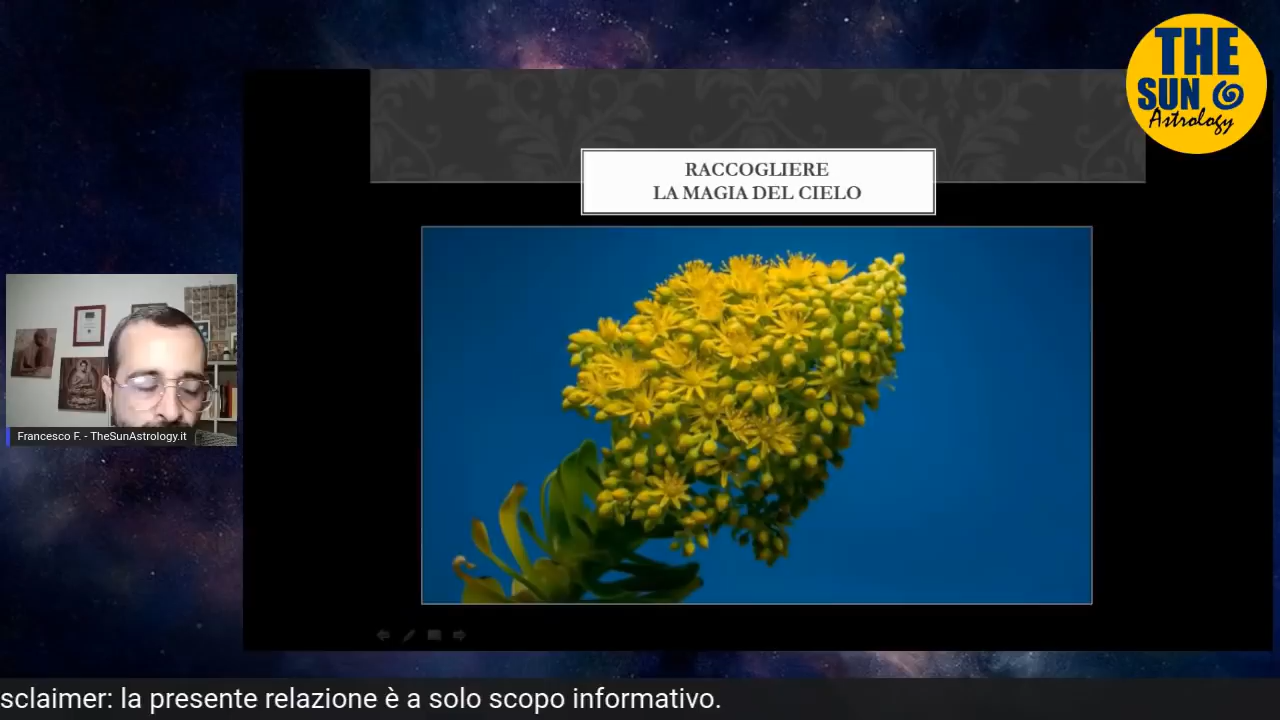 THE
SUN
Astrology
RACCOGLIERE
LA MAGIA DEL CIELO
Francesco F. - TheSunAstrology.it
sclaimer: la presente relazione è a solo scopo informativo.